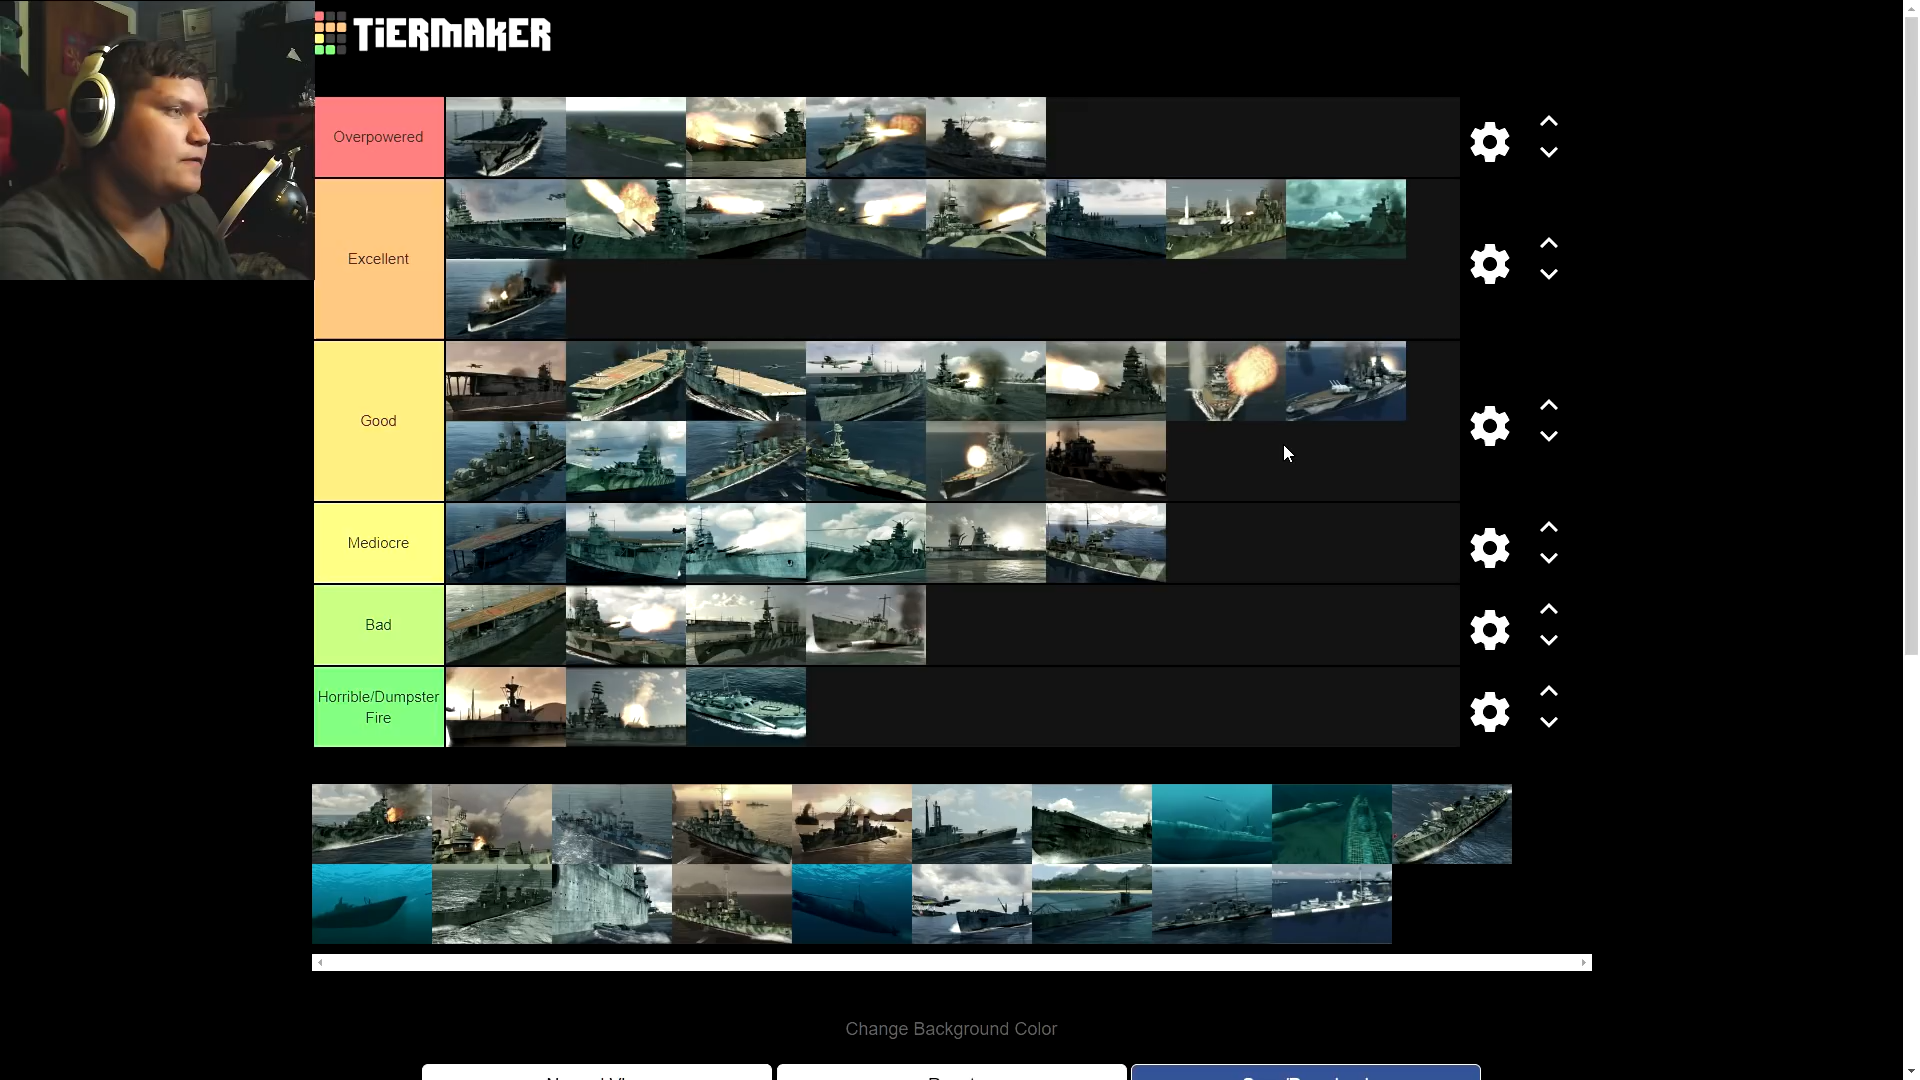 TiERMAKER
Overpowered
Excellent
Good
Mediocre
Bad
Horrible/Dumpster
Fire
Change Background Color